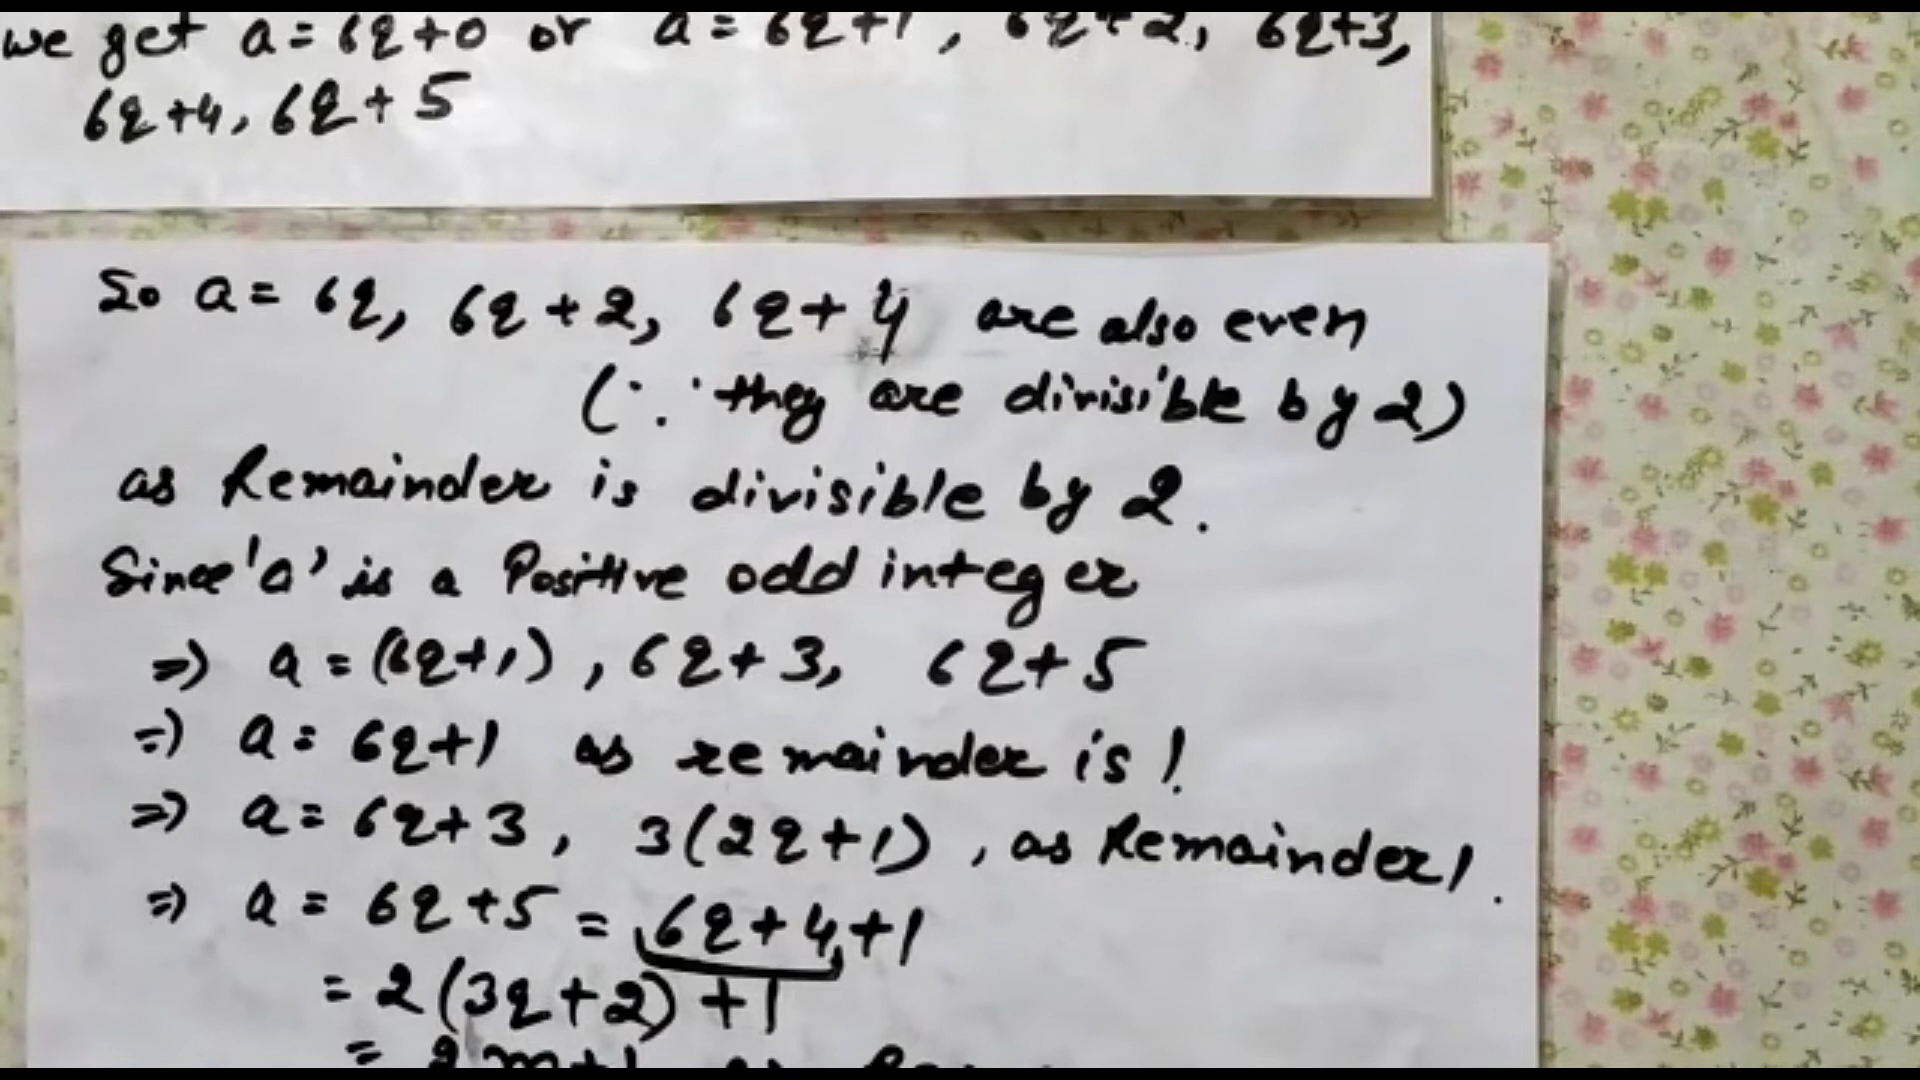 we get a = 6q+0 or a = 6q+1, 6q+2, 6q+3,
6q+4, 6q+5
So a = 6q, 6q+2, 6q+4 are also even
(∵ they are divisible by 2)
as Remainder is divisible by 2.
Since 'a' is a Positive odd integer
⇒ a = (6q+1), 6q+3, 6q+5
⇒ a = 6q+1 as remainder is 1
⇒ a = 6q+3, 3(2q+1), as Remainder 1.
⇒ a = 6q+5 = 6q+4+1
= 2(3q+2)+1
= 2m+1